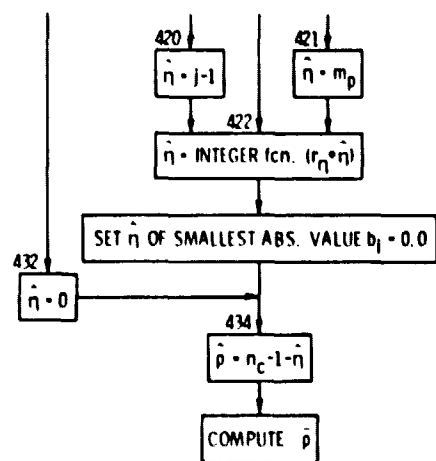 420
421
η̂ = j-1
η̂ = m_p
422
η̂ = INTEGER fcn. (r_η*η̂)
SET η̂ OF SMALLEST ABS. VALUE b_i = 0.0
432
η̂ = 0
434
p̂ = n_c-1-η̂
COMPUTE p̄